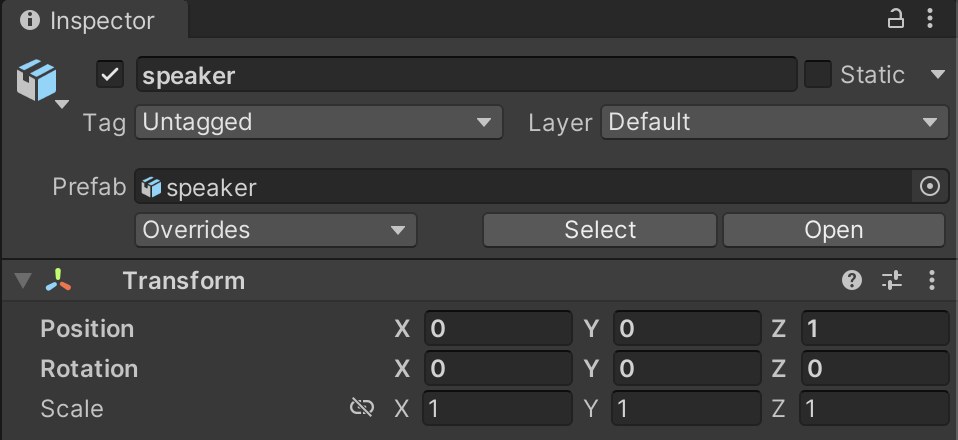 Inspector
speaker Static
Tag Untagged Layer Default
Prefab speaker
Overrides Select Open
Transform
Position X 0 Y 0 Z 1
Rotation X 0 Y 0 Z 0
Scale X 1 Y 1 Z 1